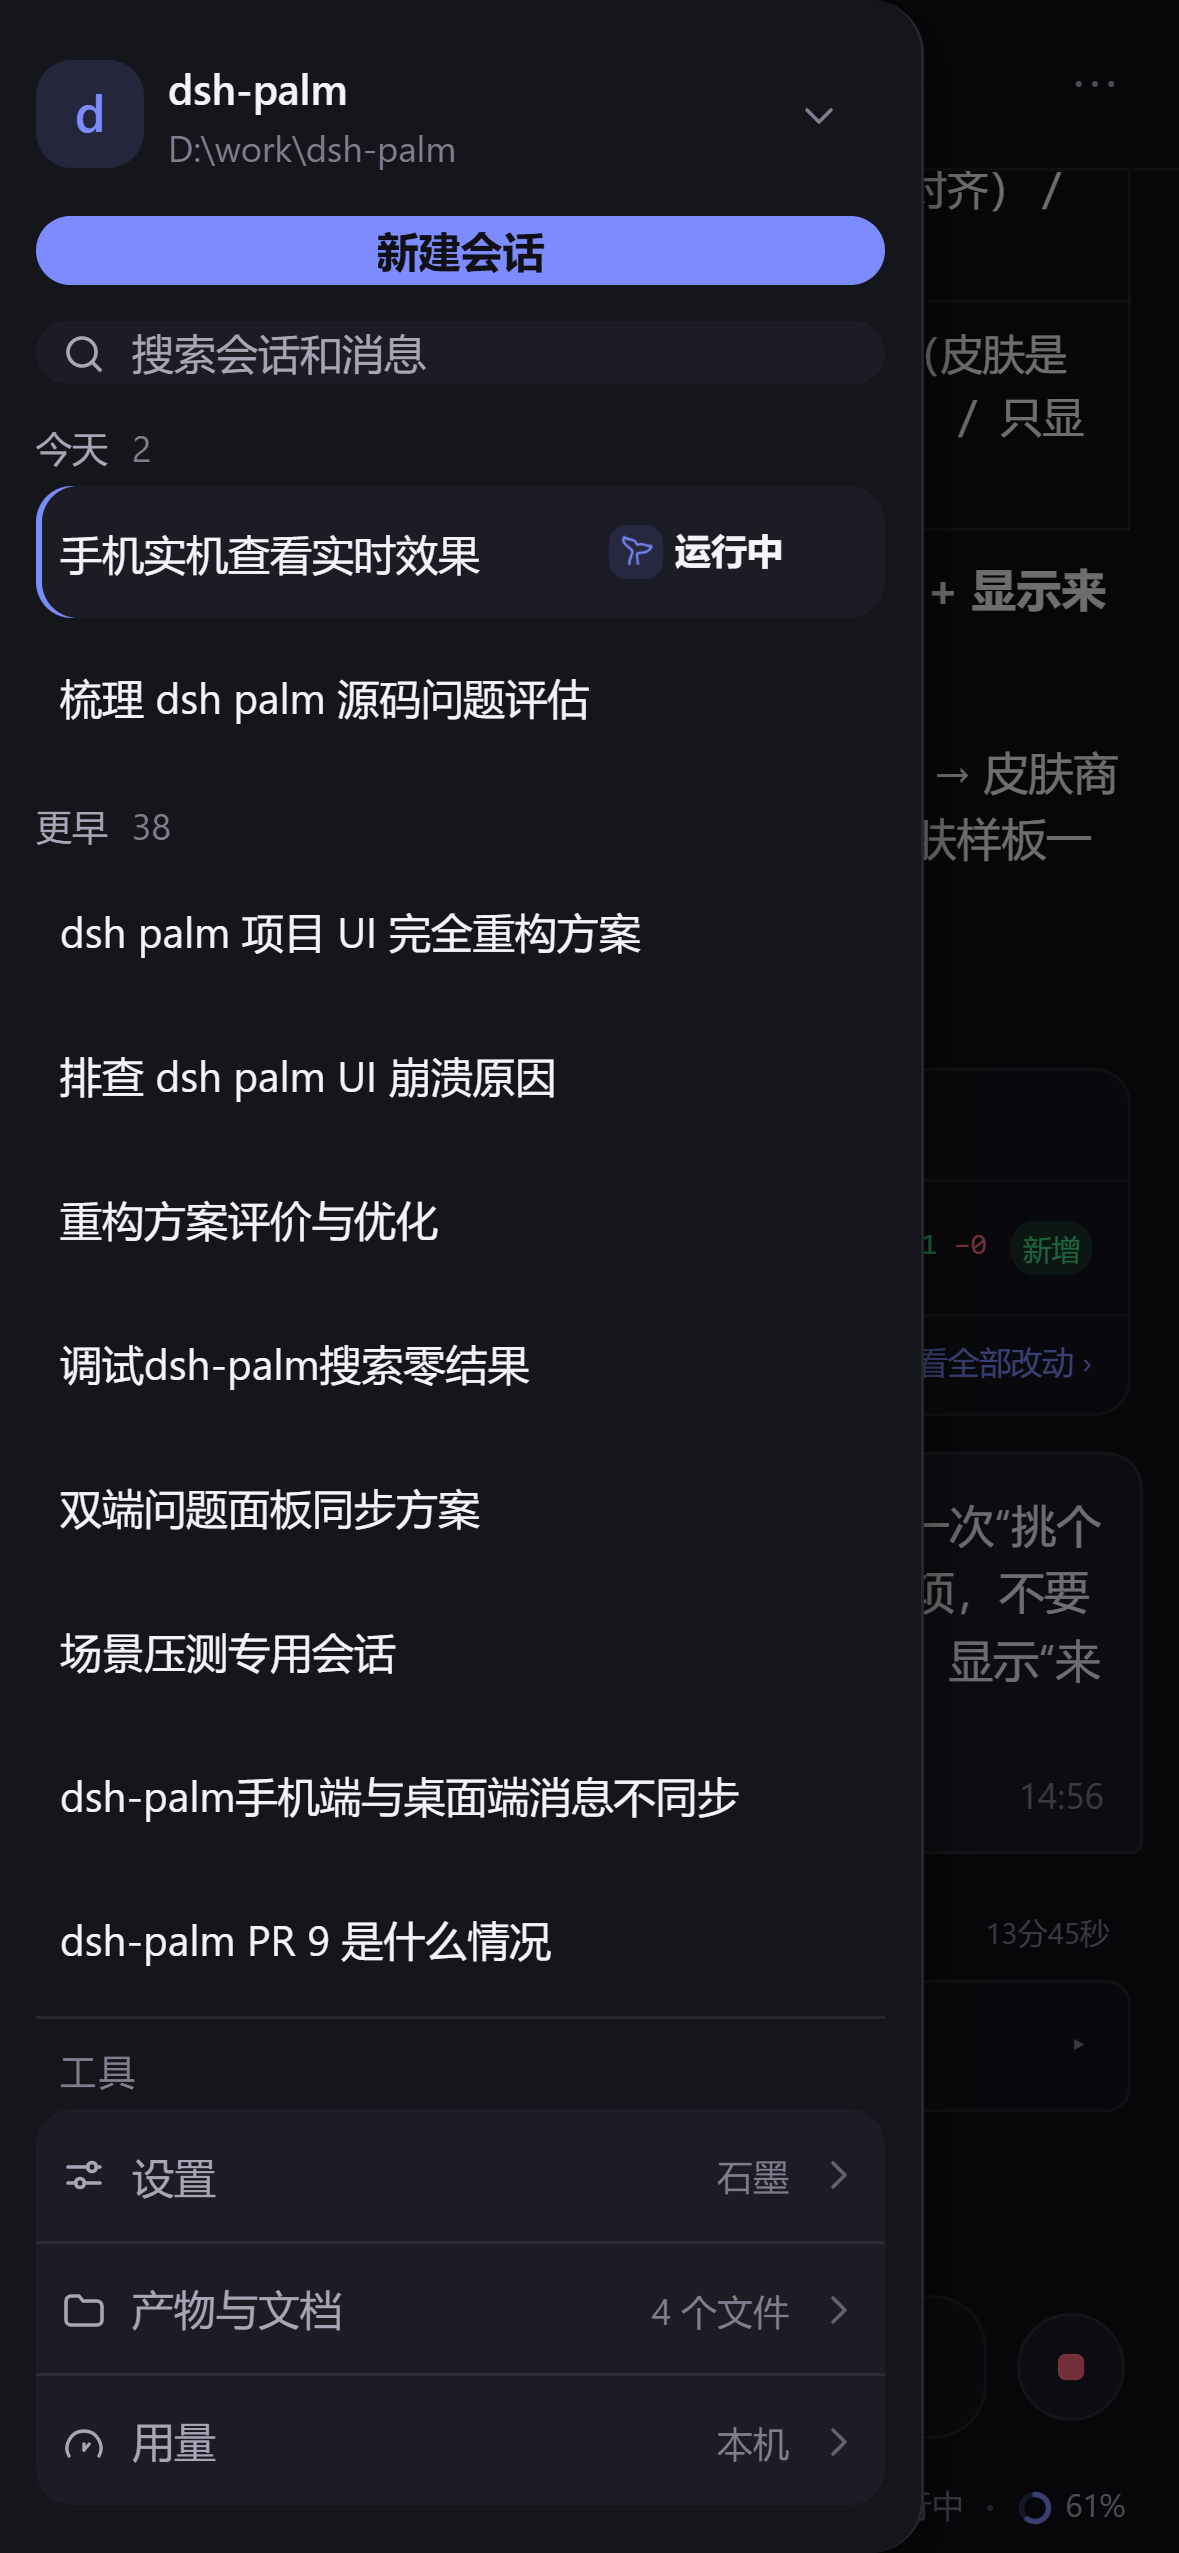 d
dsh-palm
D:\work\dsh-palm
新建会话
搜索会话和消息
今天 2
手机实机查看实时效果 运行中
梳理 dsh palm 源码问题评估
更早 38
dsh palm 项目 UI 完全重构方案
排查 dsh palm UI 崩溃原因
重构方案评价与优化
调试dsh-palm搜索零结果
双端问题面板同步方案
场景压测专用会话
dsh-palm手机端与桌面端消息不同步
dsh-palm PR 9 是什么情况
工具
设置 石墨
产物与文档 4 个文件
用量 本机
齐） /
(皮肤是
/ 只显
+ 显示来
→ 皮肤商
肤样板一
1 −0 新增
看全部改动 ›
一次“挑个
项，不要
显示“来
14:56
13分45秒
中 · 61%